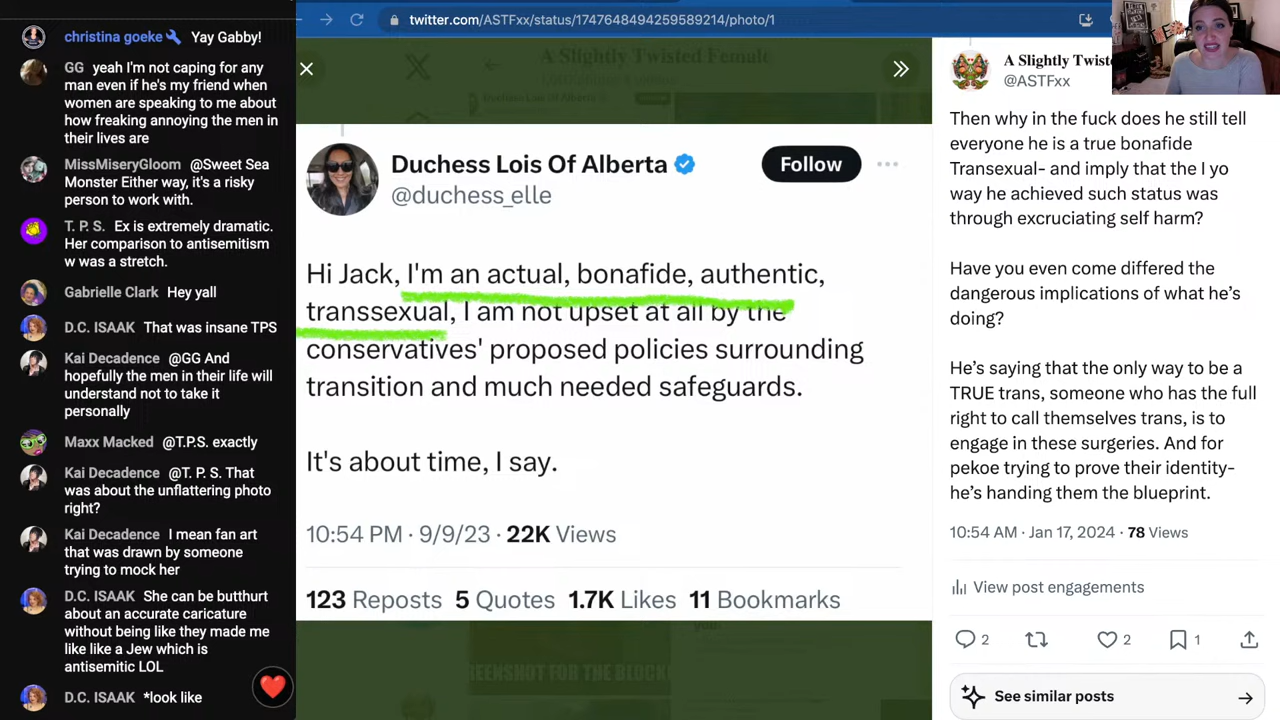 christina goeke Yay Gabby!
GG yeah I'm not caping for any
man even if he's my friend when
women are speaking to me about
how freaking annoying the men in
their lives are
MissMiseryGloom @Sweet Sea
Monster Either way, it's a risky
person to work with.
T. P. S. Ex is extremely dramatic.
Her comparison to antisemitism
w was a stretch.
Gabrielle Clark Hey yall
D.C. ISAAK That was insane TPS
Kai Decadence @GG And
hopefully the men in their life will
understand not to take it
personally
Maxx Macked @T.P.S. exactly
Kai Decadence @T. P. S. That
was about the unflattering photo
right?
Kai Decadence I mean fan art
that was drawn by someone
trying to mock her
D.C. ISAAK She can be butthurt
about an accurate caricature
without being like they made me
like like a Jew which is
antisemitic LOL
D.C. ISAAK *look like
twitter.com/ASTFxx/status/1747648494259589214/photo/1
A Slightly Twisted Female
Duchess Lois Of Alberta
@duchess_elle
Follow
Hi Jack, I'm an actual, bonafide, authentic,
transsexual, I am not upset at all by the
conservatives' proposed policies surrounding
transition and much needed safeguards.
It's about time, I say.
10:54 PM · 9/9/23 · 22K Views
123 Reposts 5 Quotes 1.7K Likes 11 Bookmarks
REENSHOT FOR THE BLOCK
A Slightly Twiste
@ASTFxx
Then why in the fuck does he still tell
everyone he is a true bonafide
Transexual- and imply that the I yo
way he achieved such status was
through excruciating self harm?
Have you even come differed the
dangerous implications of what he's
doing?
He's saying that the only way to be a
TRUE trans, someone who has the full
right to call themselves trans, is to
engage in these surgeries. And for
pekoe trying to prove their identity-
he's handing them the blueprint.
10:54 AM · Jan 17, 2024 · 78 Views
View post engagements
2 2 1
See similar posts